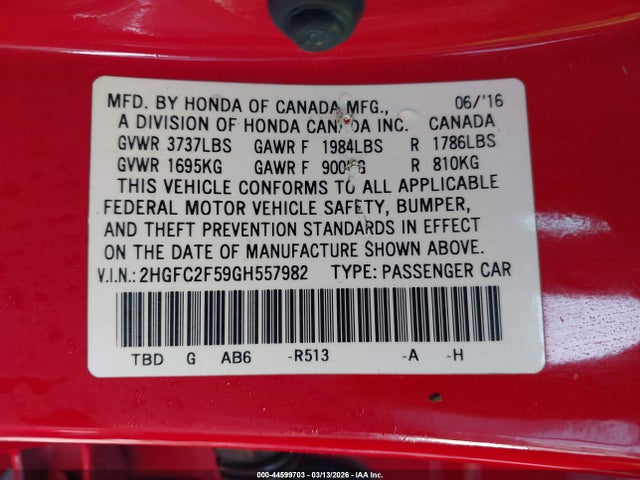 MFD. BY HONDA OF CANADA MFG., 06/'16
A DIVISION OF HONDA CANADA INC. CANADA
GVWR 3737LBS GAWR F 1984LBS R 1786LBS
GVWR 1695KG GAWR F 900KG R 810KG
THIS VEHICLE CONFORMS TO ALL APPLICABLE
FEDERAL MOTOR VEHICLE SAFETY, BUMPER,
AND THEFT PREVENTION STANDARDS IN EFFECT
ON THE DATE OF MANUFACTURE SHOWN ABOVE.
V.I.N.: 2HGFC2F59GH557982 TYPE: PASSENGER CAR
TBD G AB6 -R513 -A -H
000-44599703 - 03/13/2026 - IAA Inc.